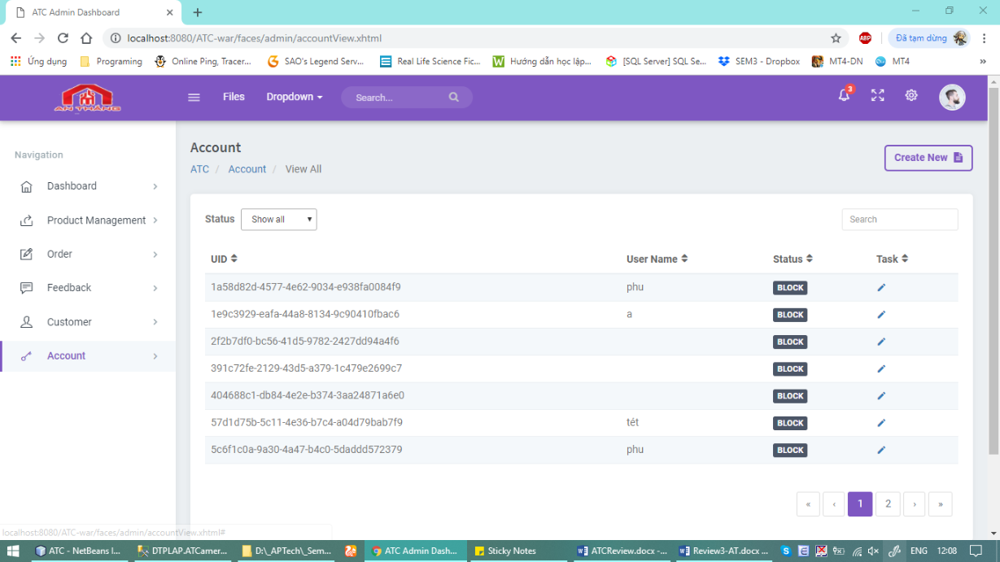 ATC Admin Dashboard
localhost:8080/ATC-war/faces/admin/accountView.xhtml
ABP
Đã tạm dừng
Ứng dụng
Programing
Online Ping, Tracer...
SAO's Legend Serv...
Real Life Science Fic...
Hướng dẫn học lập...
[SQL Server] SQL Se...
SEM3 - Dropbox
MT4-DN
MT4
»
AN THĂNG
Files
Dropdown
Search...
3
Navigation
Dashboard
Product Management
Order
Feedback
Customer
Account
Account
ATC / Account / View All
Create New
Status
Show all
Search
UID User Name Status Task
1a58d82d-4577-4e62-9034-e938fa0084f9 phu BLOCK
1e9c3929-eafa-44a8-8134-9c90410fbac6 a BLOCK
2f2b7df0-bc56-41d5-9782-2427dd94a4f6 BLOCK
391c72fe-2129-43d5-a379-1c479e2699c7 BLOCK
404688c1-db84-4e2e-b374-3aa24871a6e0 BLOCK
57d1d75b-5c11-4e36-b7c4-a04d79bab7f9 tét BLOCK
5c6f1c0a-9a30-4a47-b4c0-5daddd572379 phu BLOCK
« ‹ 1 2 › »
localhost:8080/ATC-war/faces/admin/accountView.xhtml#
ATC - NetBeans I...
DTPLAP.ATCamer...
D:\_APTech\_Sem...
ATC Admin Dash...
Sticky Notes
ATCReview.docx -...
Review3-AT.docx ...
ENG
12:08